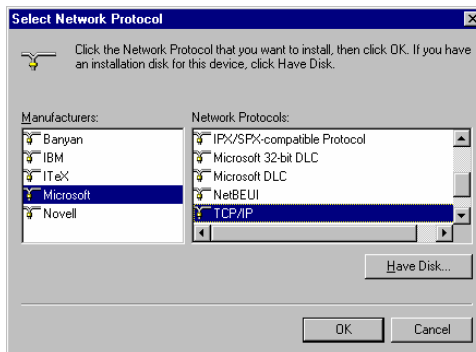 Select Network Protocol
Click the Network Protocol that you want to install, then click OK. If you have
an installation disk for this device, click Have Disk.
Manufacturers:
Banyan
IBM
ITeX
Microsoft
Novell
Network Protocols:
IPX/SPX-compatible Protocol
Microsoft 32-bit DLC
Microsoft DLC
NetBEUI
TCP/IP
Have Disk...
OK
Cancel